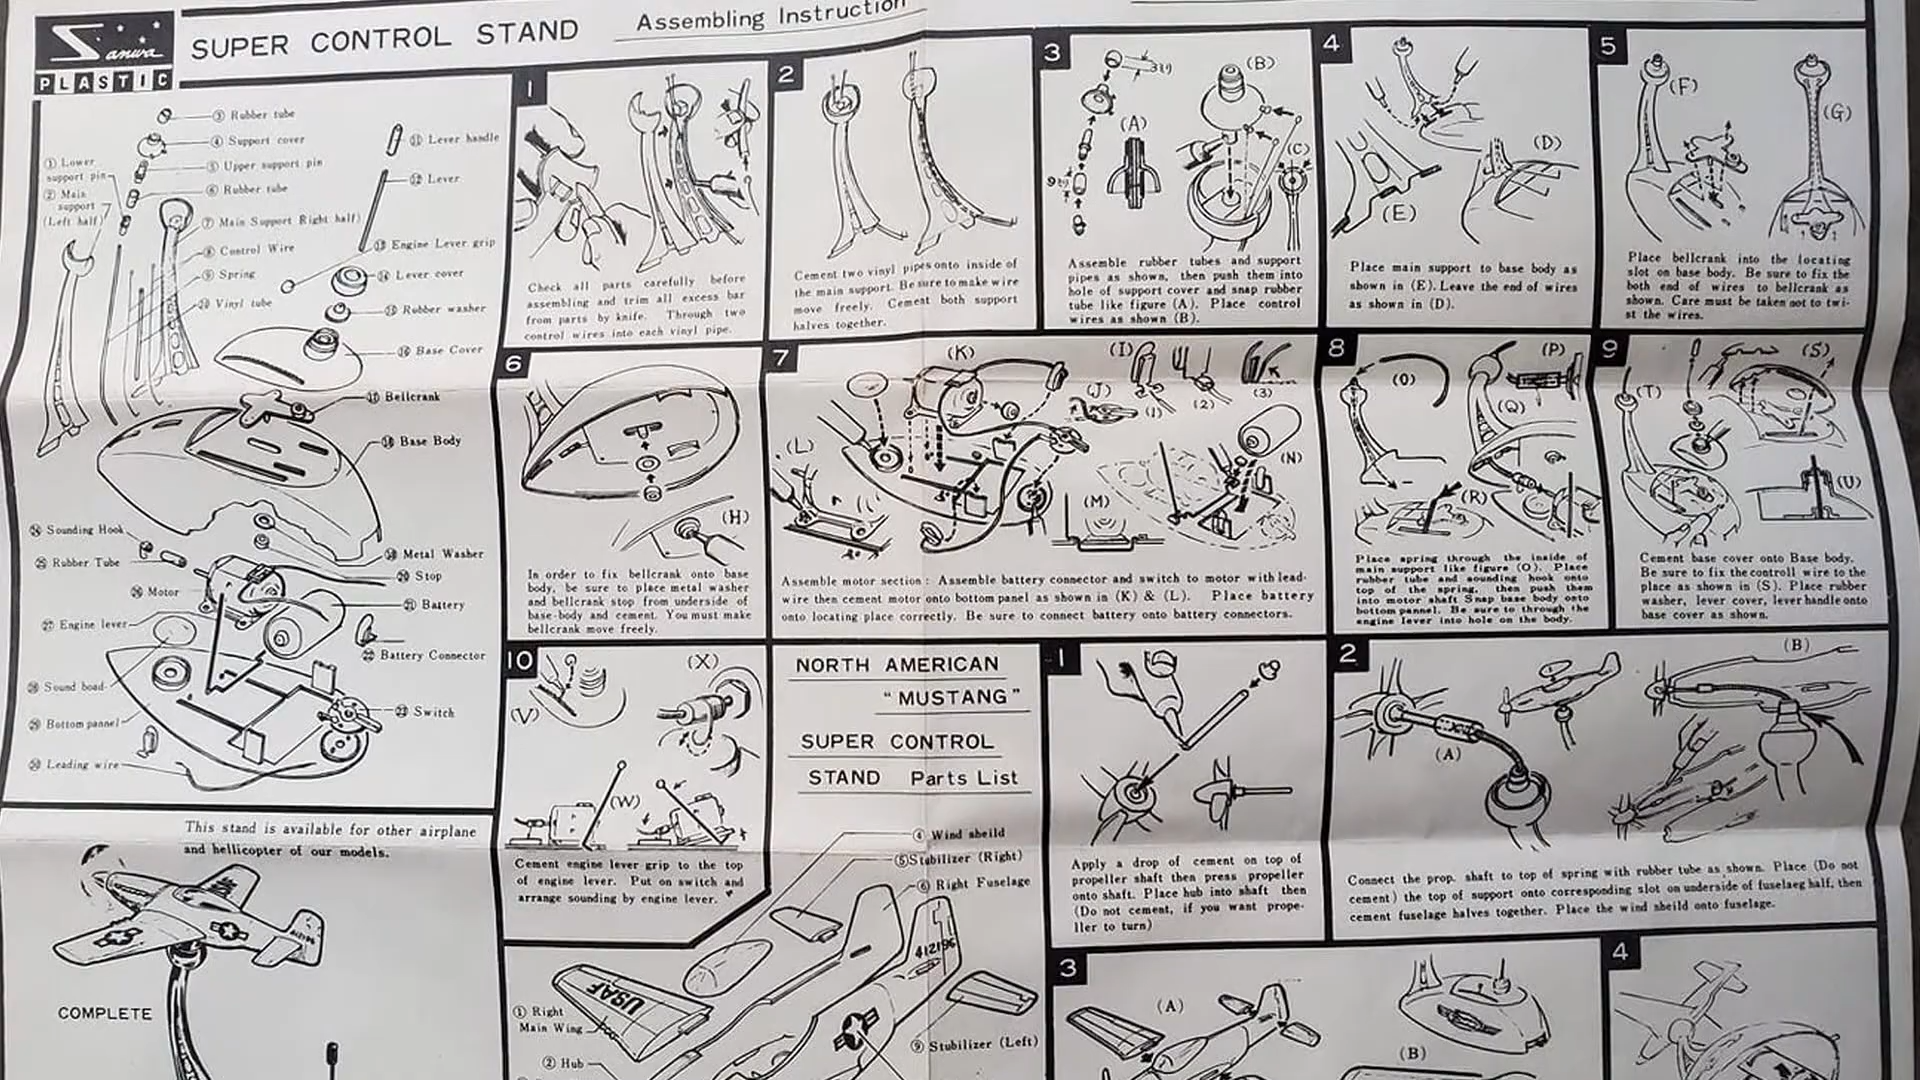 Sanwa
PLASTIC
SUPER CONTROL STAND
Assembling Instruction
③ Rubber tube
④ Support cover
⑤ Upper support pin
⑥ Rubber tube
⑦ Main Support Right half)
⑧ Control Wire
⑨ Spring
⑩ Vinyl tube
① Lower
support pin
② Main
support
(Left half)
⑪ Lever handle
⑫ Lever
⑬ Engine Lever grip
⑭ Lever cover
⑮ Rubber washer
⑯ Base Cover
⑰ Bellcrank
⑱ Base Body
㉔ Sounding Hook
㉕ Rubber Tube
㉖ Motor
㉗ Engine lever
㉘ Sound boad
㉙ Bottom pannel
㉚ Leading wire
Metal Washer
⑳ Stop
㉑ Battery
㉒ Battery Connector
㉓ Switch
This stand is available for other airplane
and hellicopter of our models.
412196
COMPLETE
1
Check all parts carefully before
assembling and trim all excess bar
from parts by knife. Through two
control wires into each vinyl pipe.
2
Cement two vinyl pipes onto inside of
the main support. Be sure to make wire
move freely. Cement both support
halves together.
3
(A)
(B)
(C)
Assemble rubber tubes and support
pipes as shown, then push them into
hole of support cover and snap rubber
tube like figure (A). Place control
wires as shown (B).
4
(D)
(E)
Place main support to base body as
shown in (E). Leave the end of wires
as shown in (D).
5
(F)
(G)
Place bellcrank into the locating
slot on base body. Be sure to fix the
both end of wires to bellcrank as
shown. Care must be taken not to twi-
st the wires.
6
(H)
In order to fix bellcrank onto base
body, be sure to place metal washer
and bellcrank stop from underside of
base-body and cement. You must make
bellcrank move freely.
7
(K)
(I)
(J)
(1)
(2)
(3)
(L)
(M)
(N)
Assemble motor section : Assemble battery connector and switch to motor with lead-
wire then cement motor onto bottom panel as shown in (K) & (L). Place battery
onto locating place correctly. Be sure to connect battery onto battery connectors.
8
(O)
(P)
(Q)
(R)
Place spring through the inside of
main support like figure (O). Place
rubber tube and sounding hook onto
top of the spring, then push them
into motor shaft Snap base body onto
bottom pannel. Be sure to through the
engine lever into hole on the body.
9
(S)
(T)
(U)
Cement base cover onto Base body.
Be sure to fix the controll wire to the
place as shown in (S). Place rubber
washer, lever cover, lever handle onto
base cover as shown.
10
(V)
(X)
(W)
Cement engine lever grip to the top
of engine lever. Put on switch and
arrange sounding by engine lever.
NORTH AMERICAN
“MUSTANG”
SUPER CONTROL
STAND Parts List
④ Wind sheild
⑤ Stabilizer (Right)
⑥ Right Fuselage
412196
USAF
① Right
Main Wing
② Hub
⑨ Stabilizer (Left)
1
Apply a drop of cement on top of
propeller shaft then press propeller
onto shaft. Place hub into shaft then
(Do not cement, if you want prope-
ller to turn)
2
(A)
(B)
Connect the prop. shaft to top of spring with rubber tube as shown. Place (Do not
cement) the top of support onto corresponding slot on underside of fuselaeg half, then
cement fuselage halves together. Place the wind sheild onto fuselage.
3
(A)
(B)
4